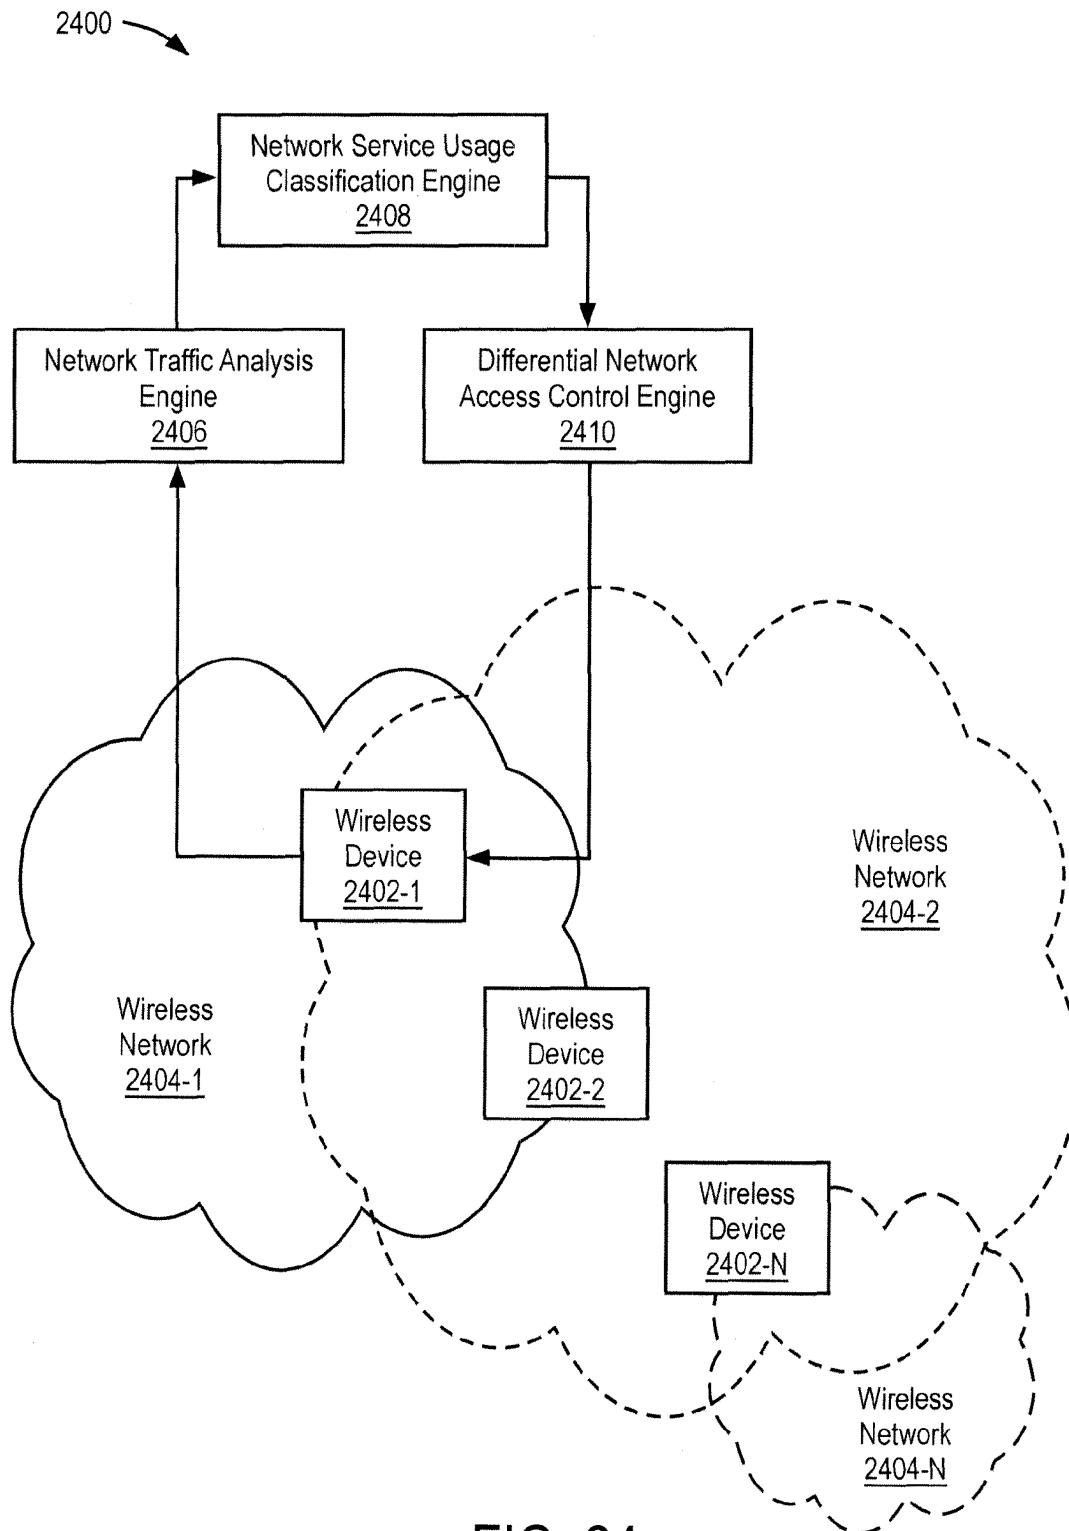 2400
Network Service Usage
Classification Engine
2408
Network Traffic Analysis
Engine
2406
Differential Network
Access Control Engine
2410
Wireless
Device
2402-1
Wireless
Network
2404-2
Wireless
Network
2404-1
Wireless
Device
2402-2
Wireless
Device
2402-N
Wireless
Network
2404-N